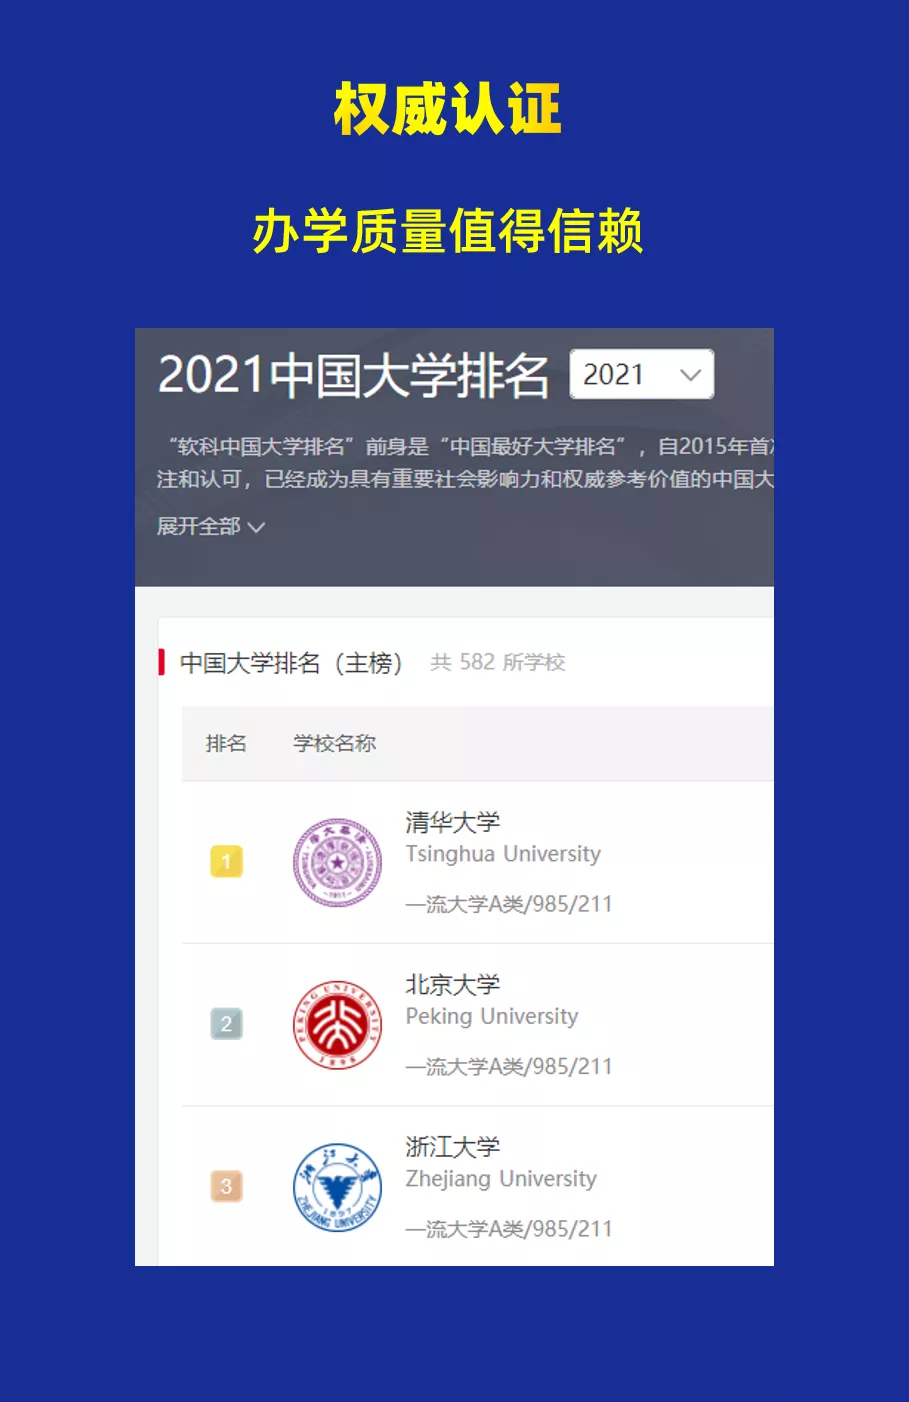 权威认证
办学质量值得信赖
2021中国大学排名 2021
“软科中国大学排名”前身是“中国最好大学排名”，自2015年首
注和认可，已经成为具有重要社会影响力和权威参考价值的中国大
展开全部
中国大学排名（主榜） 共 582 所学校
排名 学校名称
清华大学
1 Tsinghua University
一流大学A类/985/211
北京大学
2 Peking University
PEKING UNIVERSITY
1898
一流大学A类/985/211
浙江大学
3 Zhejiang University
ZHEJIANG UNIVERSITY
1897
一流大学A类/985/211